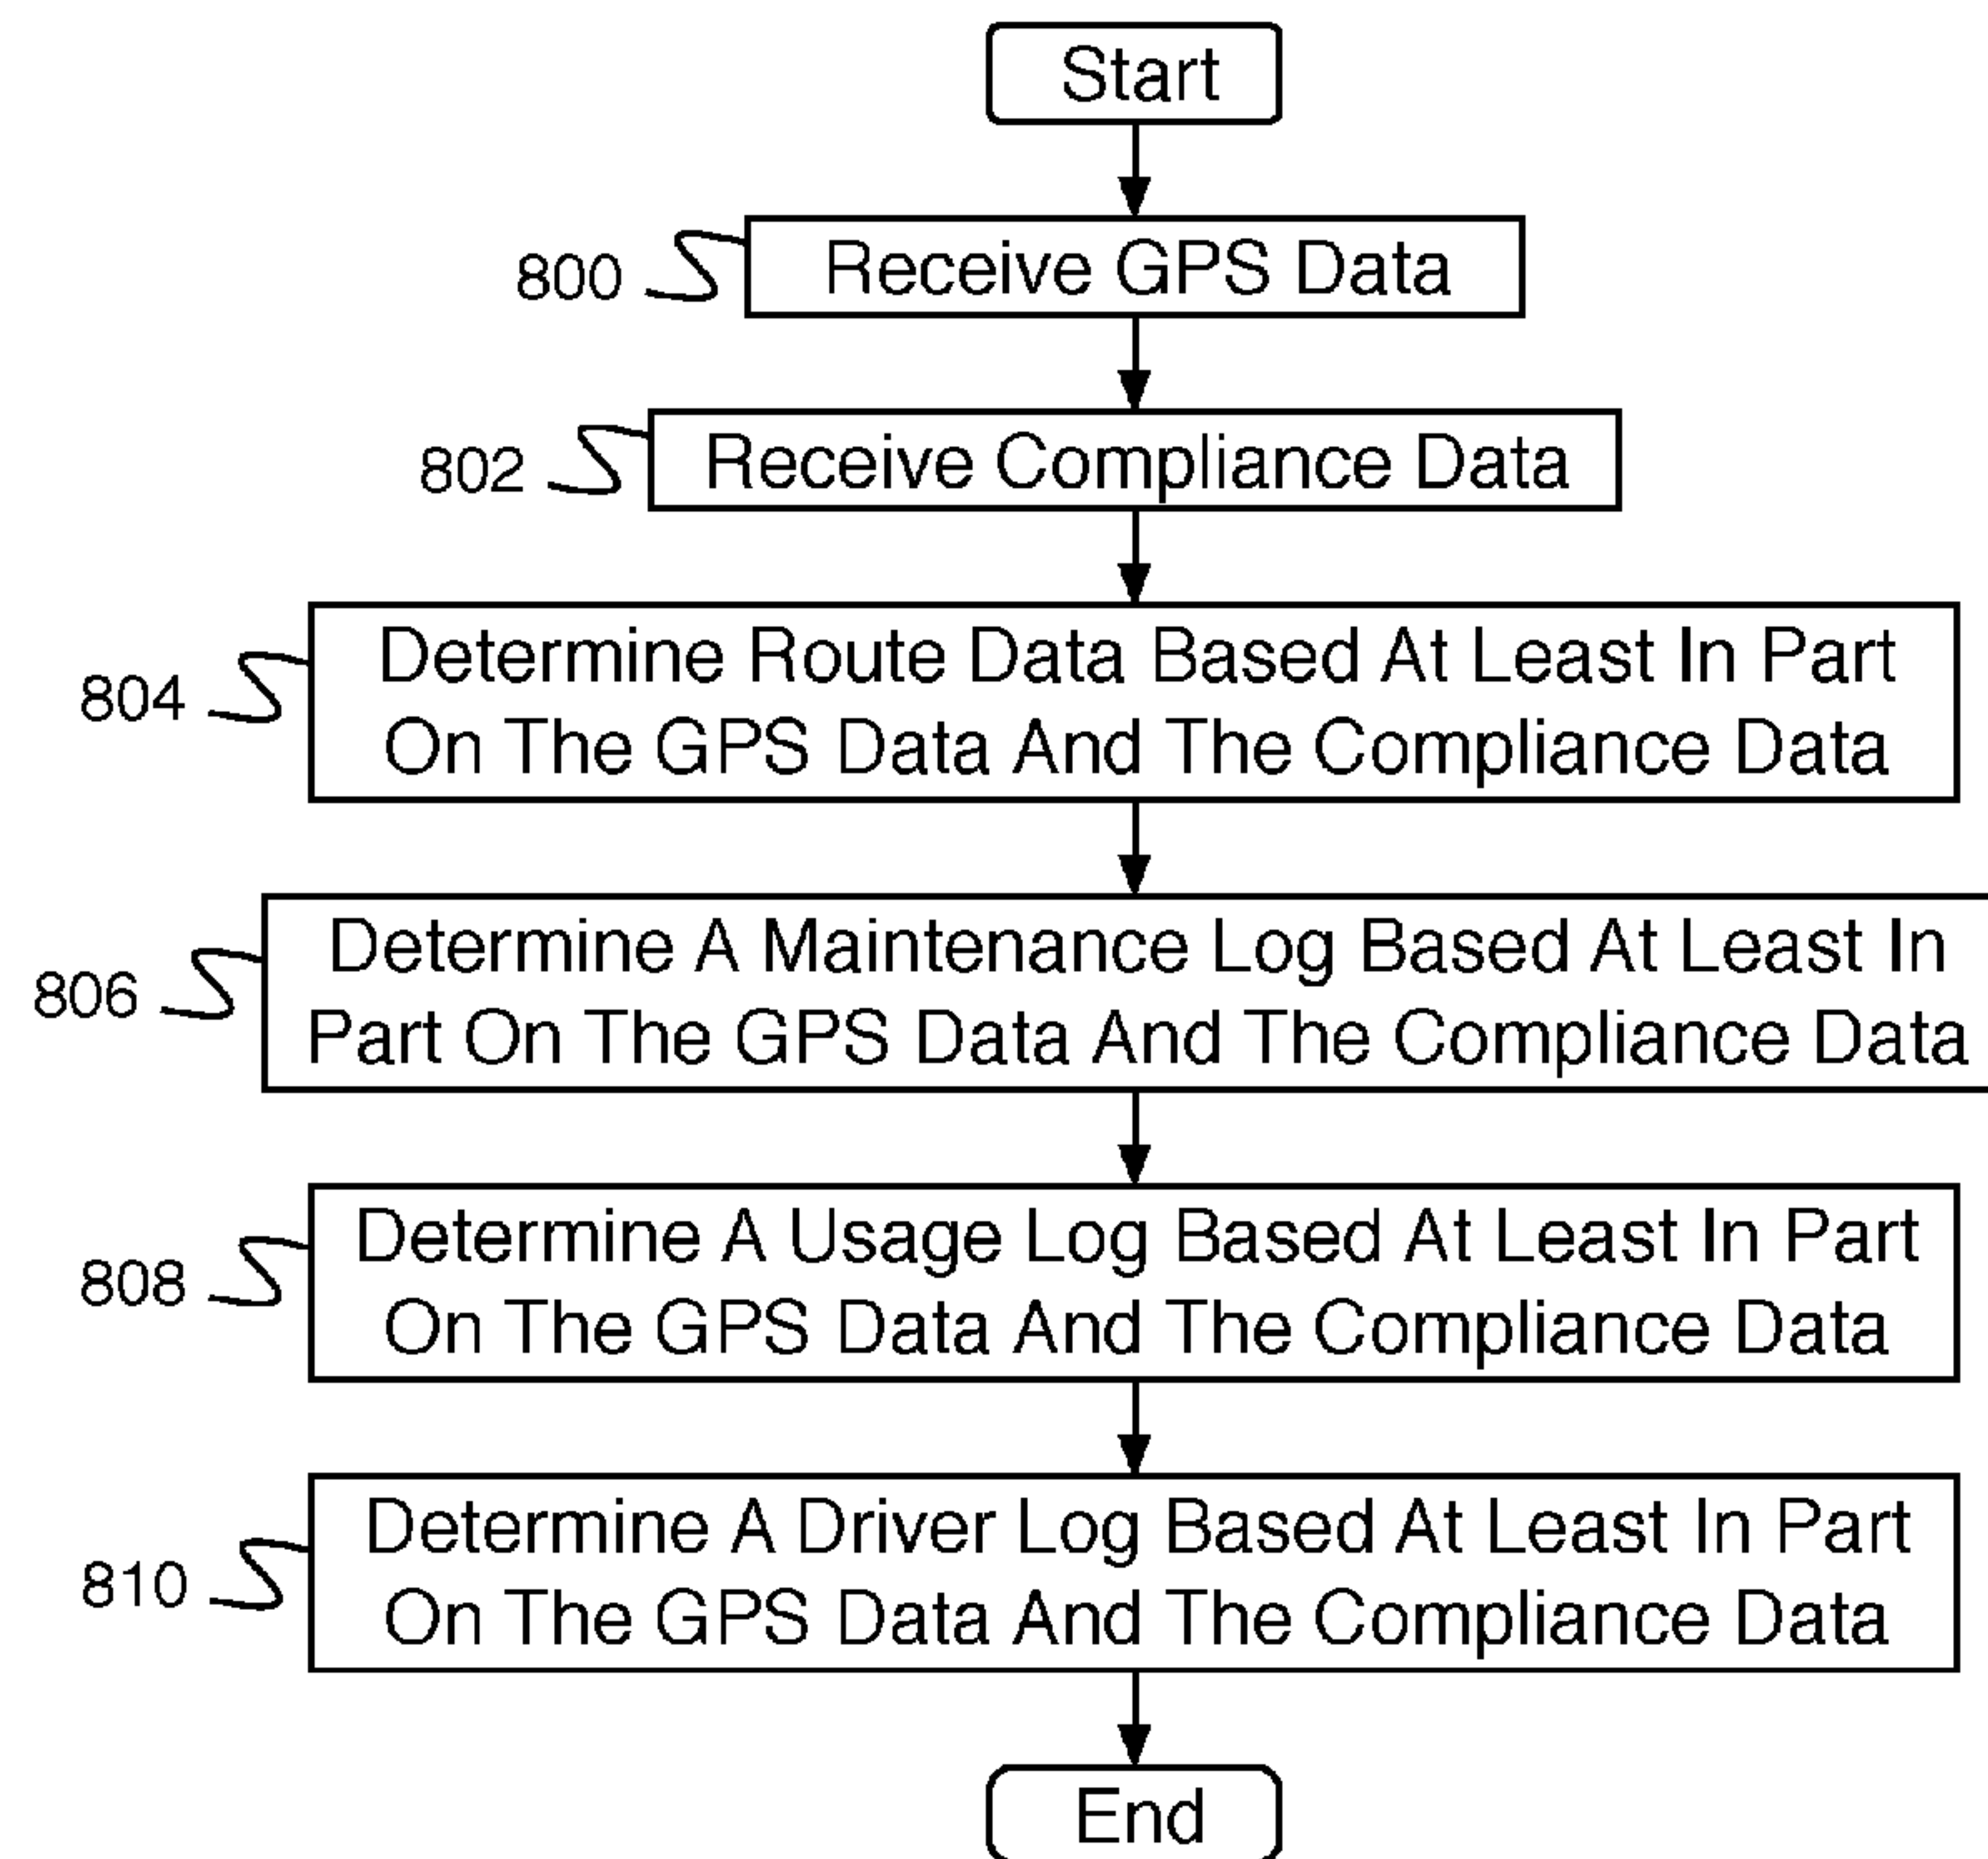 Start
800
Receive GPS Data
802
Receive Compliance Data
804
Determine Route Data Based At Least In Part
On The GPS Data And The Compliance Data
806
Determine A Maintenance Log Based At Least In
Part On The GPS Data And The Compliance Data
808
Determine A Usage Log Based At Least In Part
On The GPS Data And The Compliance Data
810
Determine A Driver Log Based At Least In Part
On The GPS Data And The Compliance Data
End